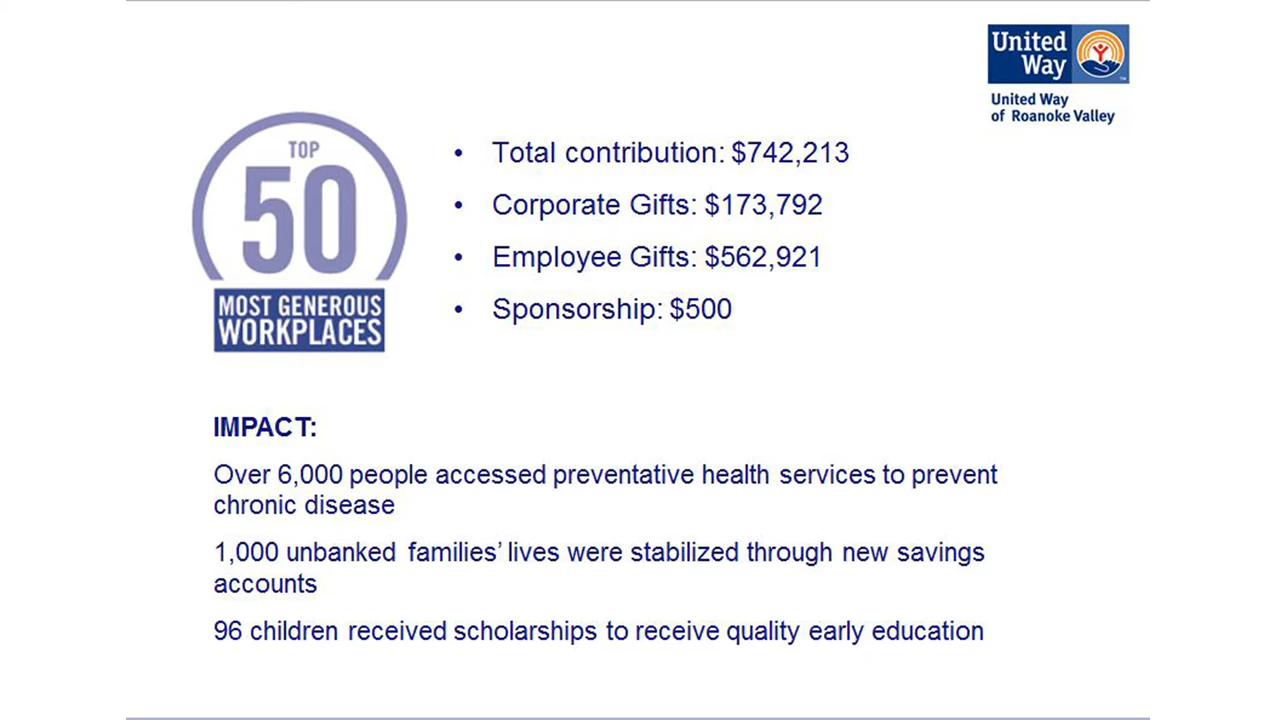 United
Way
United Way
of Roanoke Valley
TOP
50
MOST GENEROUS
WORKPLACES
• Total contribution: $742,213
• Corporate Gifts: $173,792
• Employee Gifts: $562,921
• Sponsorship: $500
IMPACT:
Over 6,000 people accessed preventative health services to prevent
chronic disease
1,000 unbanked families’ lives were stabilized through new savings
accounts
96 children received scholarships to receive quality early education